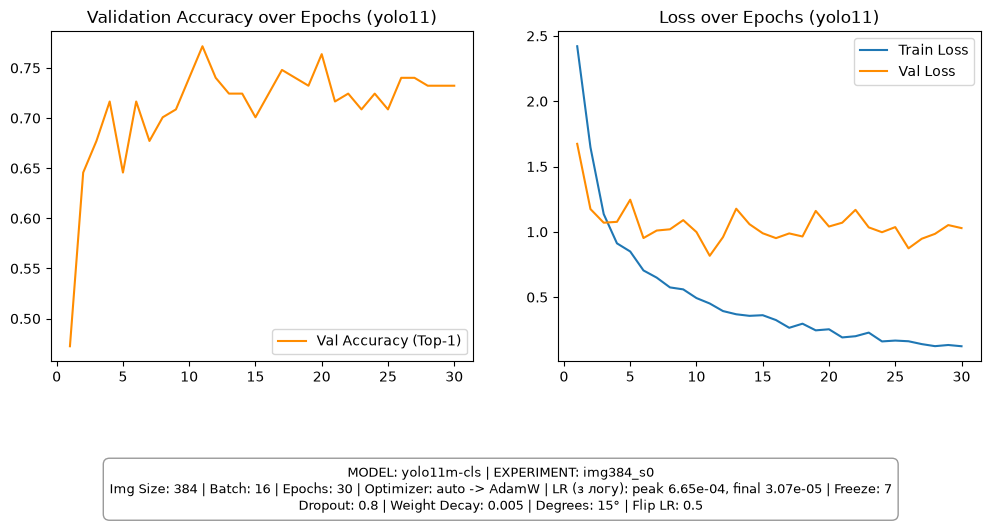 Validation Accuracy over Epochs (yolo11)
0.75
0.70
0.65
0.60
0.55
0.50
Val Accuracy (Top-1)
0 5 10 15 20 25 30
Loss over Epochs (yolo11)
2.5
2.0
1.5
1.0
0.5
Train Loss
Val Loss
0 5 10 15 20 25 30
MODEL: yolo11m-cls | EXPERIMENT: img384_s0
Img Size: 384 | Batch: 16 | Epochs: 30 | Optimizer: auto -> AdamW | LR (з логу): peak 6.65e-04, final 3.07e-05 | Freeze: 7
Dropout: 0.8 | Weight Decay: 0.005 | Degrees: 15° | Flip LR: 0.5